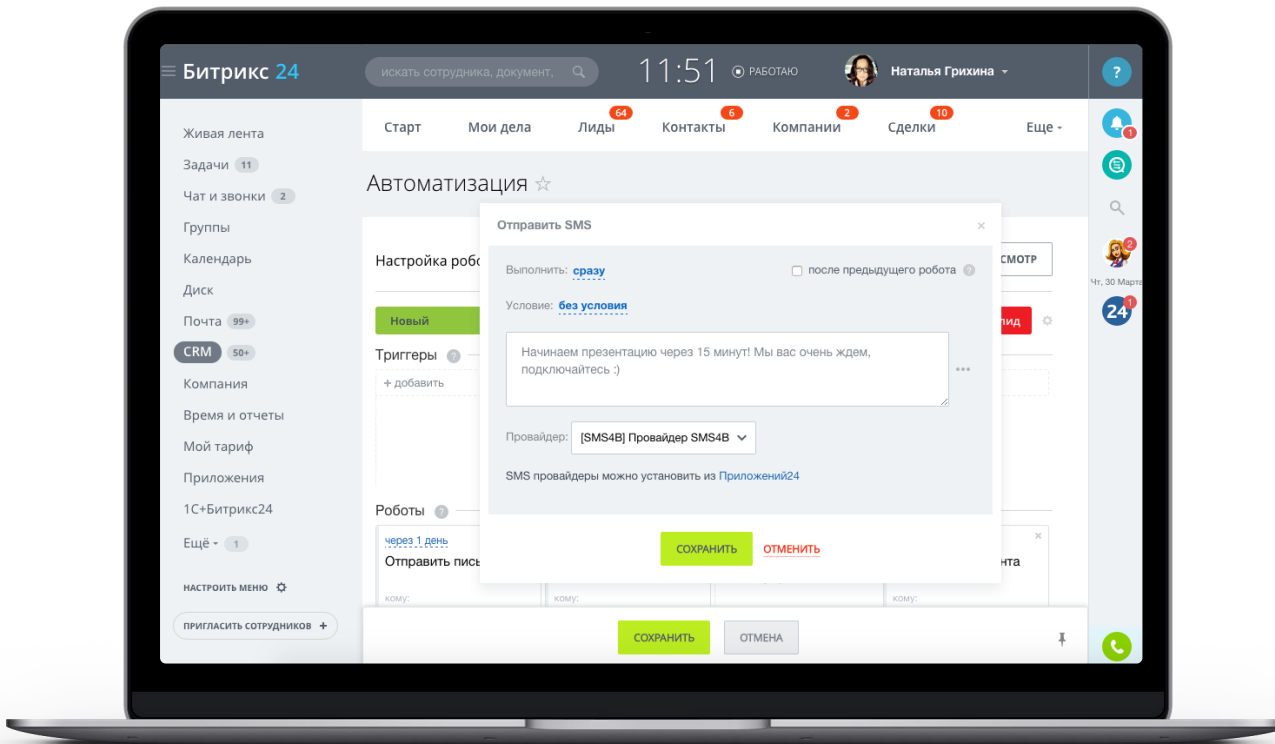 Битрикс 24
искать сотрудника, документ,
11:51
РАБОТАЮ
Наталья Грихина
?
Живая лента
Задачи 11
Чат и звонки 2
Группы
Календарь
Диск
Почта 99+
CRM 50+
Компания
Время и отчеты
Мой тариф
Приложения
1С+Битрикс24
Ещё - 1
НАСТРОИТЬ МЕНЮ
ПРИГЛАСИТЬ СОТРУДНИКОВ +
Старт
Мои дела
Лиды 64
Контакты 6
Компании 2
Сделки 10
Еще -
Автоматизация
Настройка робо
СМОТР
Новый
лид
Триггеры ?
+ добавить
Роботы ?
через 1 день
Отправить пись
кому:
кому:
нта
кому:
Отправить SMS
×
Выполнить: сразу
после предыдущего робота ?
Условие: без условия
Начинаем презентацию через 15 минут! Мы вас очень ждем,
подключайтесь :)
Провайдер: [SMS4B] Провайдер SMS4B
SMS провайдеры можно установить из Приложений24
СОХРАНИТЬ
ОТМЕНИТЬ
СОХРАНИТЬ
ОТМЕНА
1
2
Чт, 30 Марта
24 1